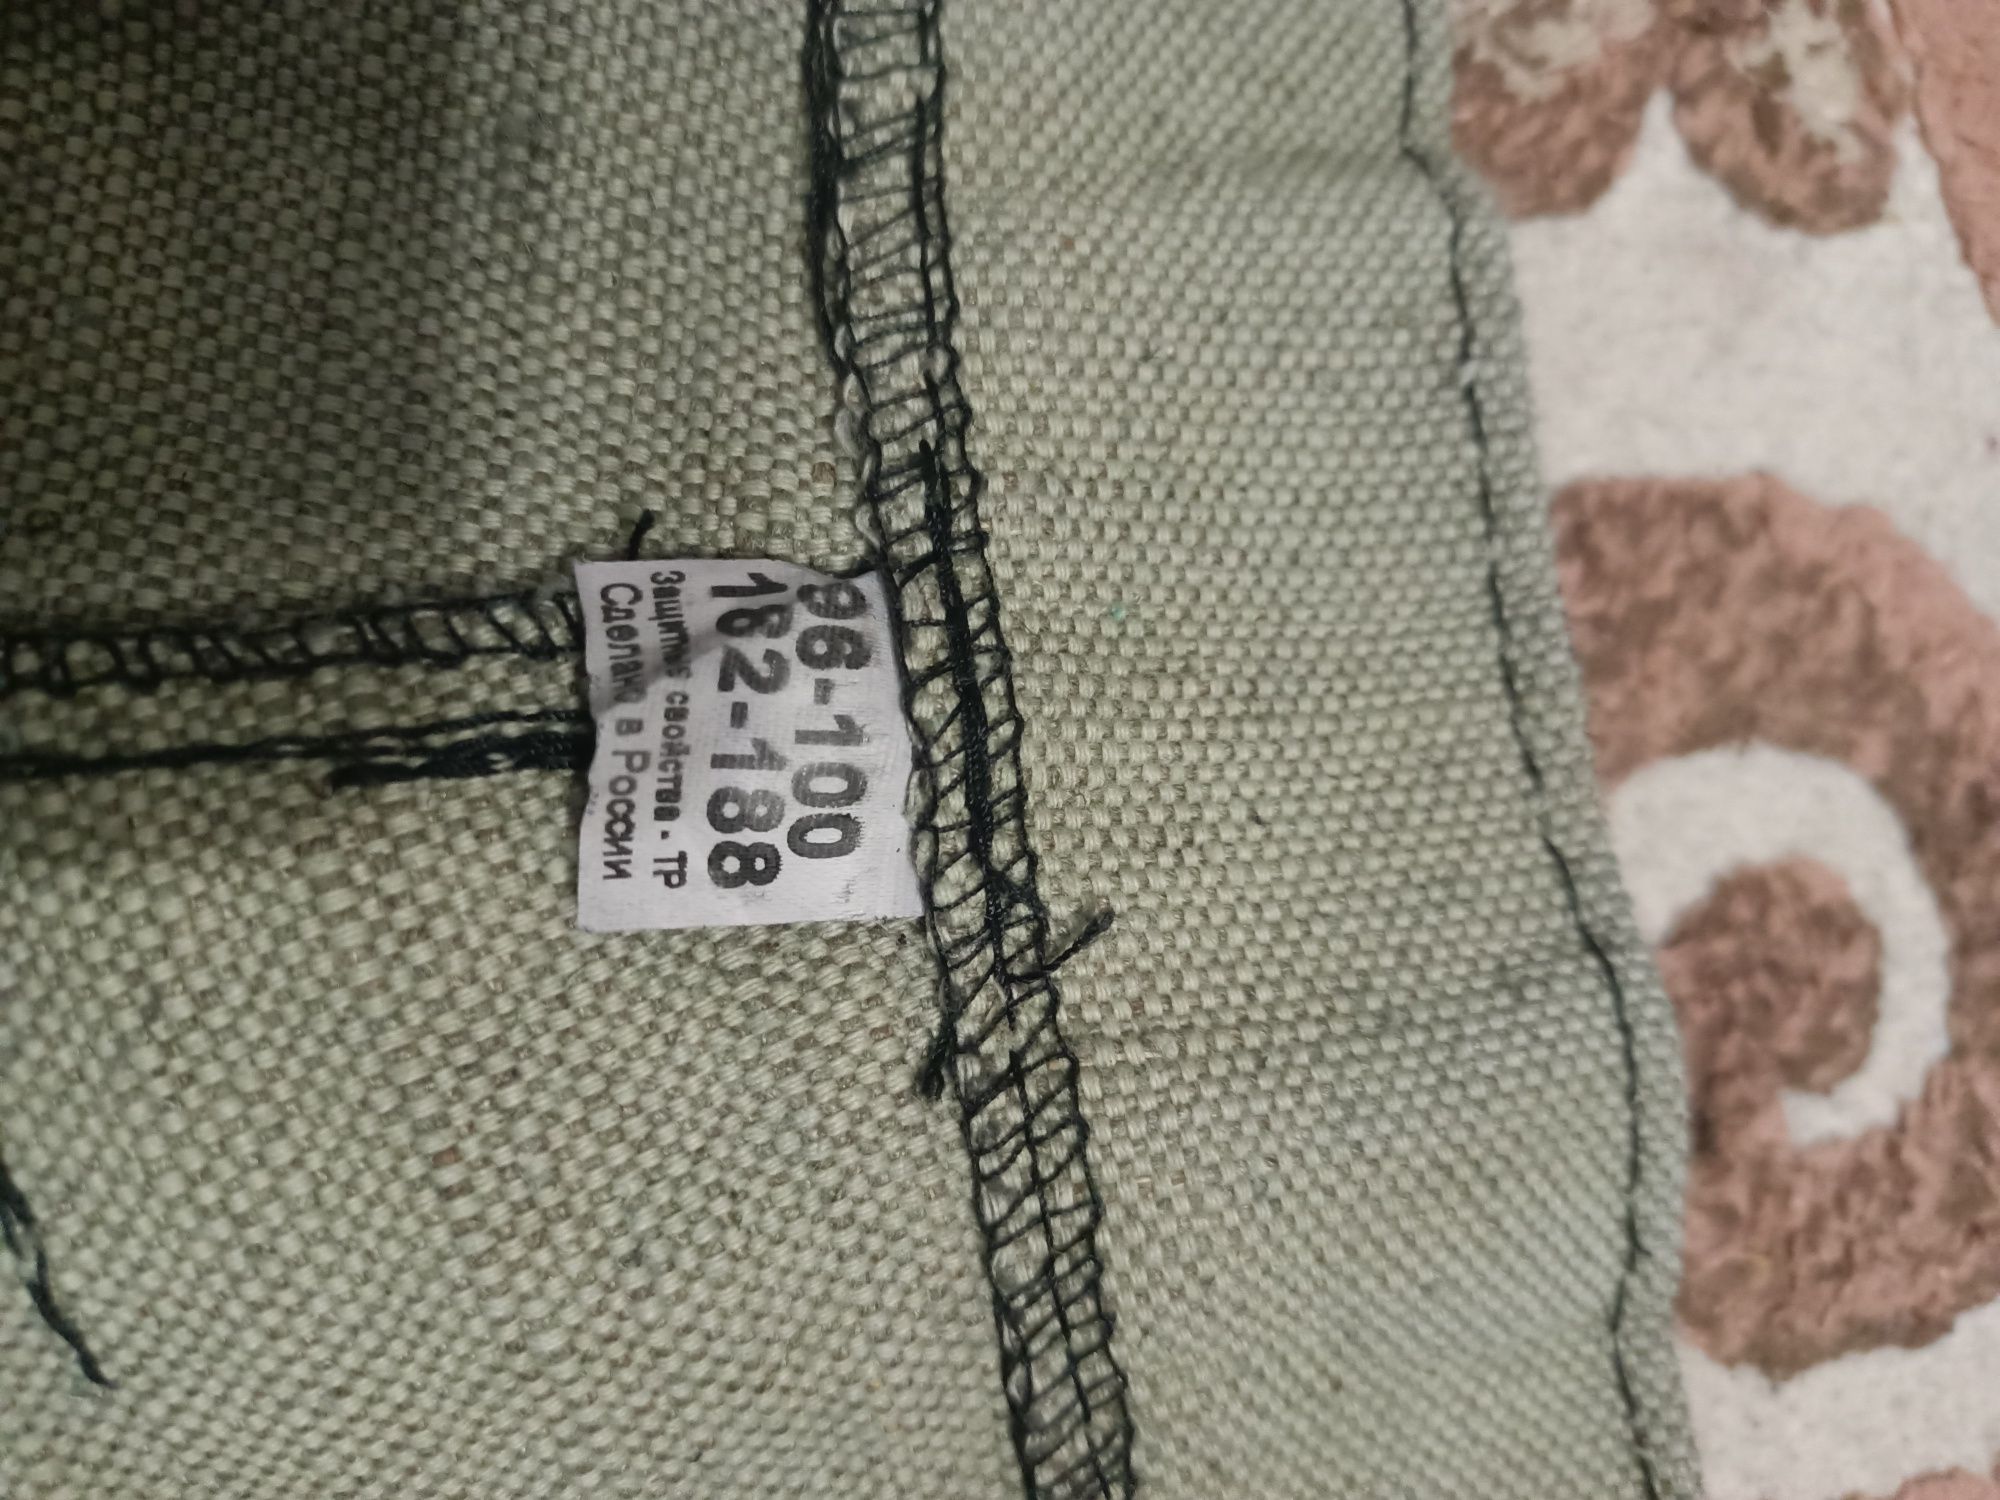 96-100
182-188
Защитные свойства - ТР
Сделано в России